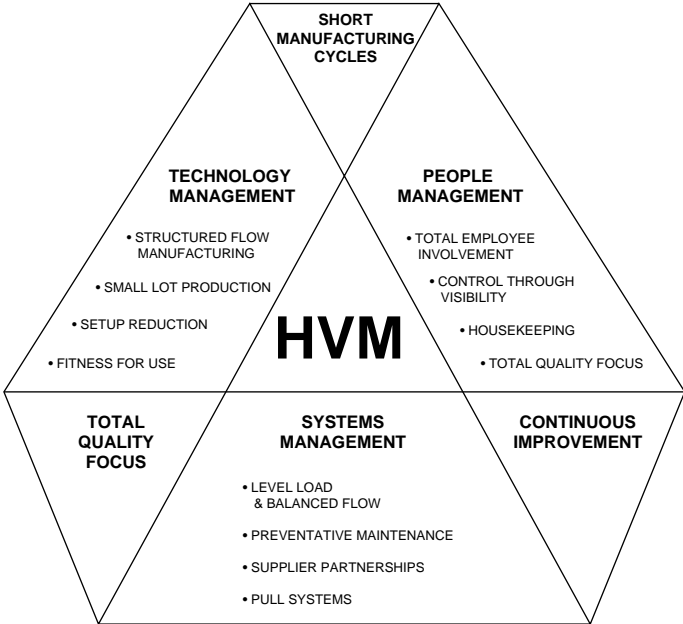 SHORT
MANUFACTURING
CYCLES
TECHNOLOGY
MANAGEMENT
• STRUCTURED FLOW
MANUFACTURING
• SMALL LOT PRODUCTION
• SETUP REDUCTION
• FITNESS FOR USE
PEOPLE
MANAGEMENT
• TOTAL EMPLOYEE
INVOLVEMENT
• CONTROL THROUGH
VISIBILITY
• HOUSEKEEPING
• TOTAL QUALITY FOCUS
HVM
TOTAL
QUALITY
FOCUS
SYSTEMS
MANAGEMENT
• LEVEL LOAD
& BALANCED FLOW
• PREVENTATIVE MAINTENANCE
• SUPPLIER PARTNERSHIPS
• PULL SYSTEMS
CONTINUOUS
IMPROVEMENT